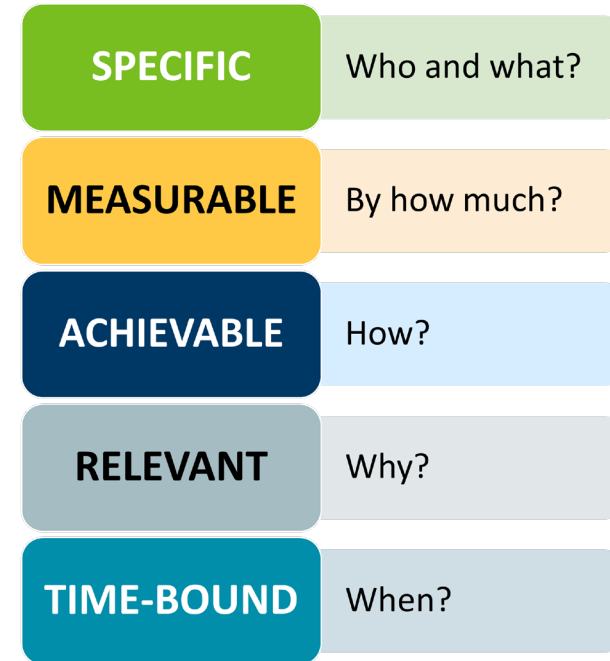 SPECIFIC
Who and what?
MEASURABLE
By how much?
ACHIEVABLE
How?
RELEVANT
Why?
TIME-BOUND
When?